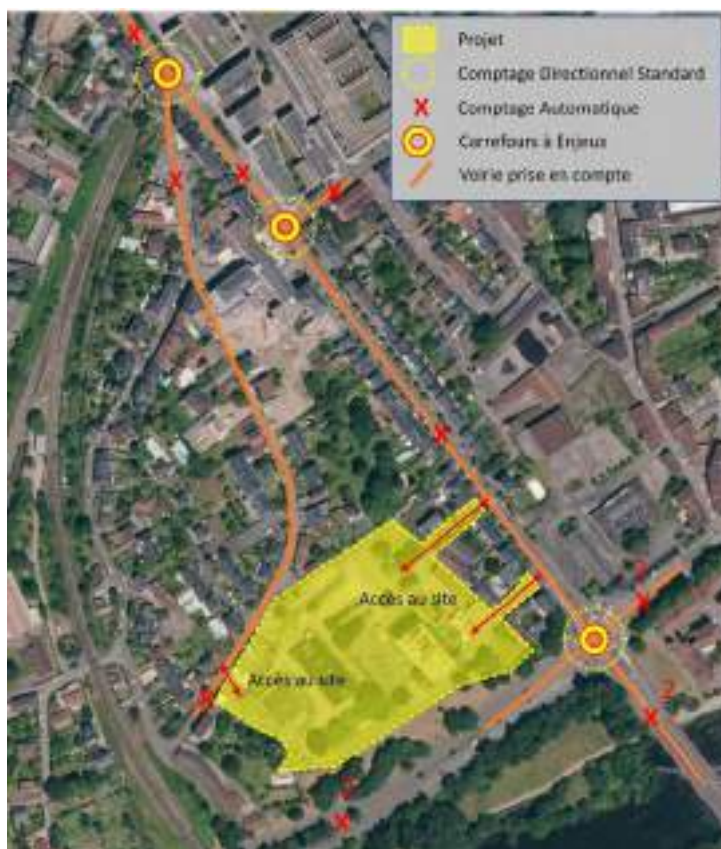 Projet
Comptage Directionnel Standard
Comptage Automatique
Carrefours à Enjeux
Voirie prise en compte
Accès au site
Accès au site
2